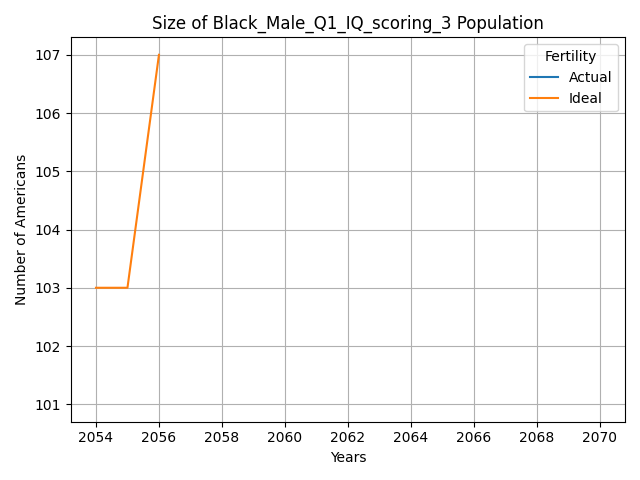 Size of Black_Male_Q1_IQ_scoring_3 Population
Fertility
Actual
Ideal
Number of Americans
107
106
105
104
103
102
101
2054 2056 2058 2060 2062 2064 2066 2068 2070
Years